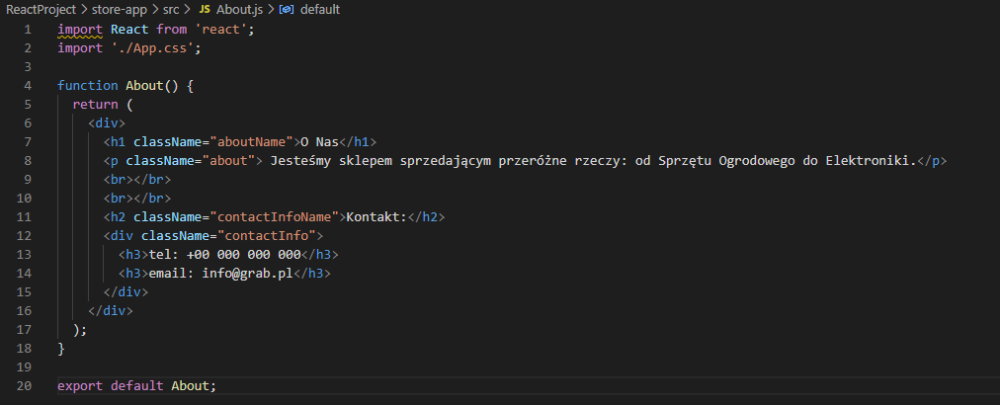 ReactProject > store-app > src > JS About.js > default
1 import React from 'react';
2 import './App.css';
3
4 function About() {
5 return (
6 <div>
7 <h1 className="aboutName">O Nas</h1>
8 <p className="about"> Jesteśmy sklepem sprzedającym przeróżne rzeczy: od Sprzętu Ogrodowego do Elektroniki.</p>
9 <br></br>
10 <br></br>
11 <h2 className="contactInfoName">Kontakt:</h2>
12 <div className="contactInfo">
13 <h3>tel: +00 000 000 000</h3>
14 <h3>email: info@grab.pl</h3>
15 </div>
16 </div>
17 );
18 }
19
20 export default About;